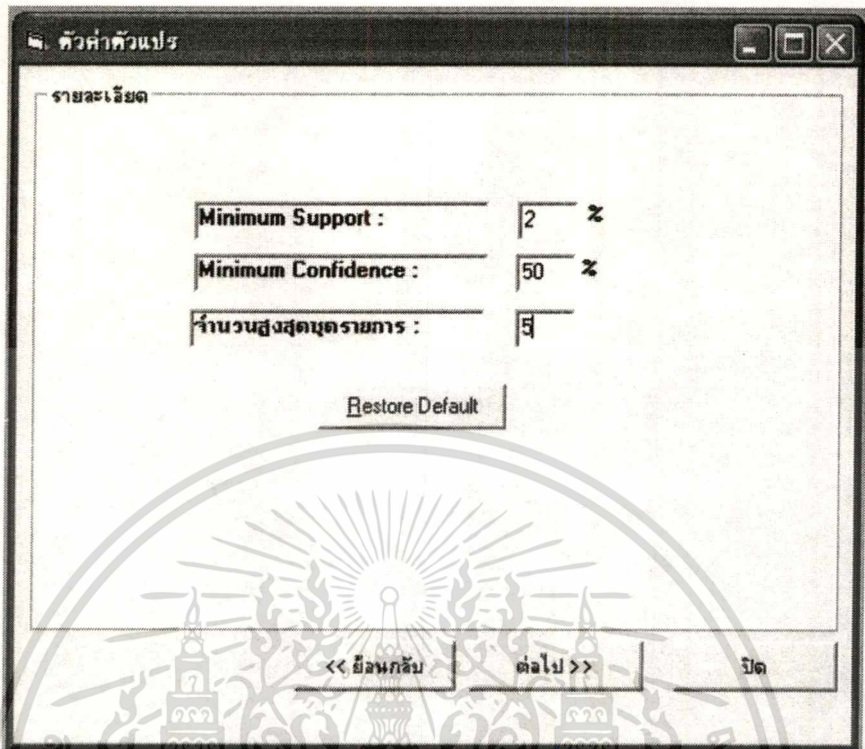 ตัวค่าตัวแปร
รายละเอียด
Minimum Support : 2 %
Minimum Confidence : 50 %
จำนวนสูงสุดชุดรายการ : 5
Restore Default
<< ย้อนกลับ ต่อไป >> ปิด